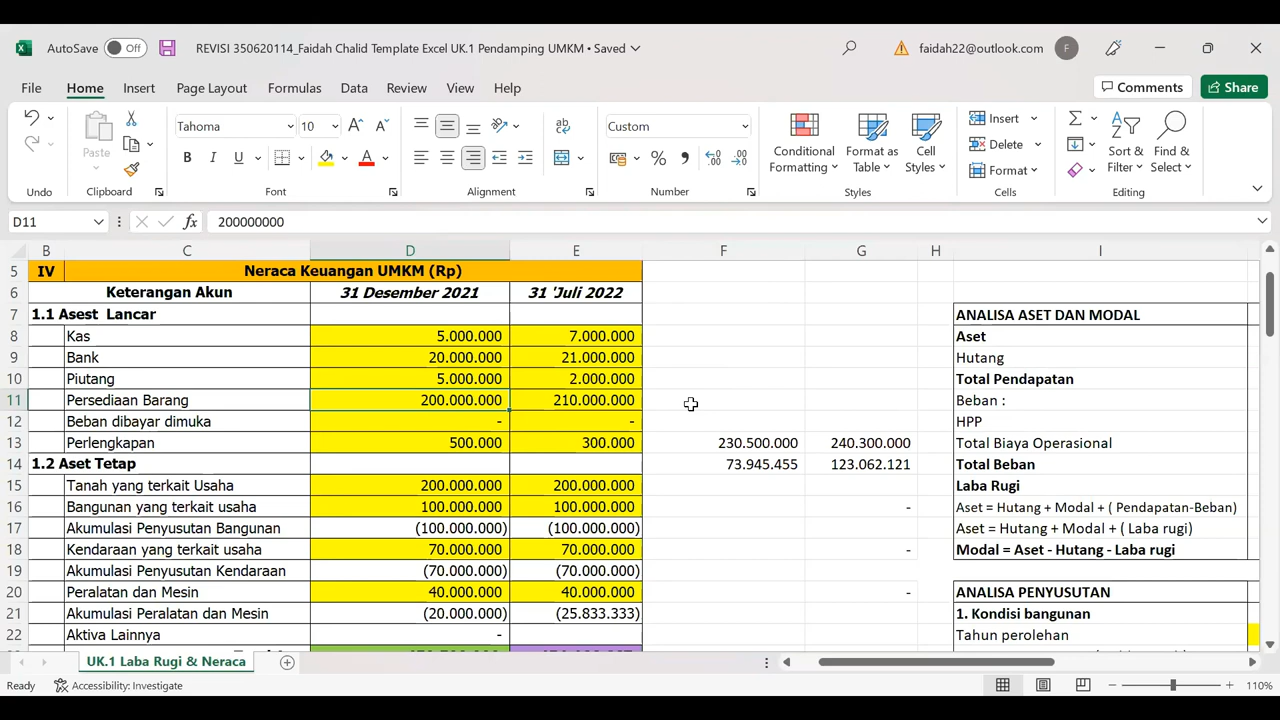 AutoSave Off REVISI 350620114_Faidah Chalid Template Excel UK.1 Pendamping UMKM • Saved faidah22@outlook.com F
File Home Insert Page Layout Formulas Data Review View Help Comments Share
Paste Tahoma 10 Custom Conditional Formatting Format as Table Cell Styles Insert Delete Format Sort & Filter Find & Select
Undo Clipboard Font Alignment Number Styles Cells Editing
D11 fx 200000000
B C D E F G H I
5 IV Neraca Keuangan UMKM (Rp)
6 Keterangan Akun 31 Desember 2021 31 'Juli 2022
7 1.1 Asest Lancar ANALISA ASET DAN MODAL
8 Kas 5.000.000 7.000.000 Aset
9 Bank 20.000.000 21.000.000 Hutang
10 Piutang 5.000.000 2.000.000 Total Pendapatan
11 Persediaan Barang 200.000.000 210.000.000 Beban :
12 Beban dibayar dimuka - - HPP
13 Perlengkapan 500.000 300.000 230.500.000 240.300.000 Total Biaya Operasional
14 1.2 Aset Tetap 73.945.455 123.062.121 Total Beban
15 Tanah yang terkait Usaha 200.000.000 200.000.000 Laba Rugi
16 Bangunan yang terkait usaha 100.000.000 100.000.000 - Aset = Hutang + Modal + ( Pendapatan-Beban)
17 Akumulasi Penyusutan Bangunan (100.000.000) (100.000.000) Aset = Hutang + Modal + ( Laba rugi)
18 Kendaraan yang terkait usaha 70.000.000 70.000.000 - Modal = Aset - Hutang - Laba rugi
19 Akumulasi Penyusutan Kendaraan (70.000.000) (70.000.000)
20 Peralatan dan Mesin 40.000.000 40.000.000 - ANALISA PENYUSUTAN
21 Akumulasi Peralatan dan Mesin (20.000.000) (25.833.333) 1. Kondisi bangunan
22 Aktiva Lainnya - Tahun perolehan
UK.1 Laba Rugi & Neraca
Ready Accessibility: Investigate 110%